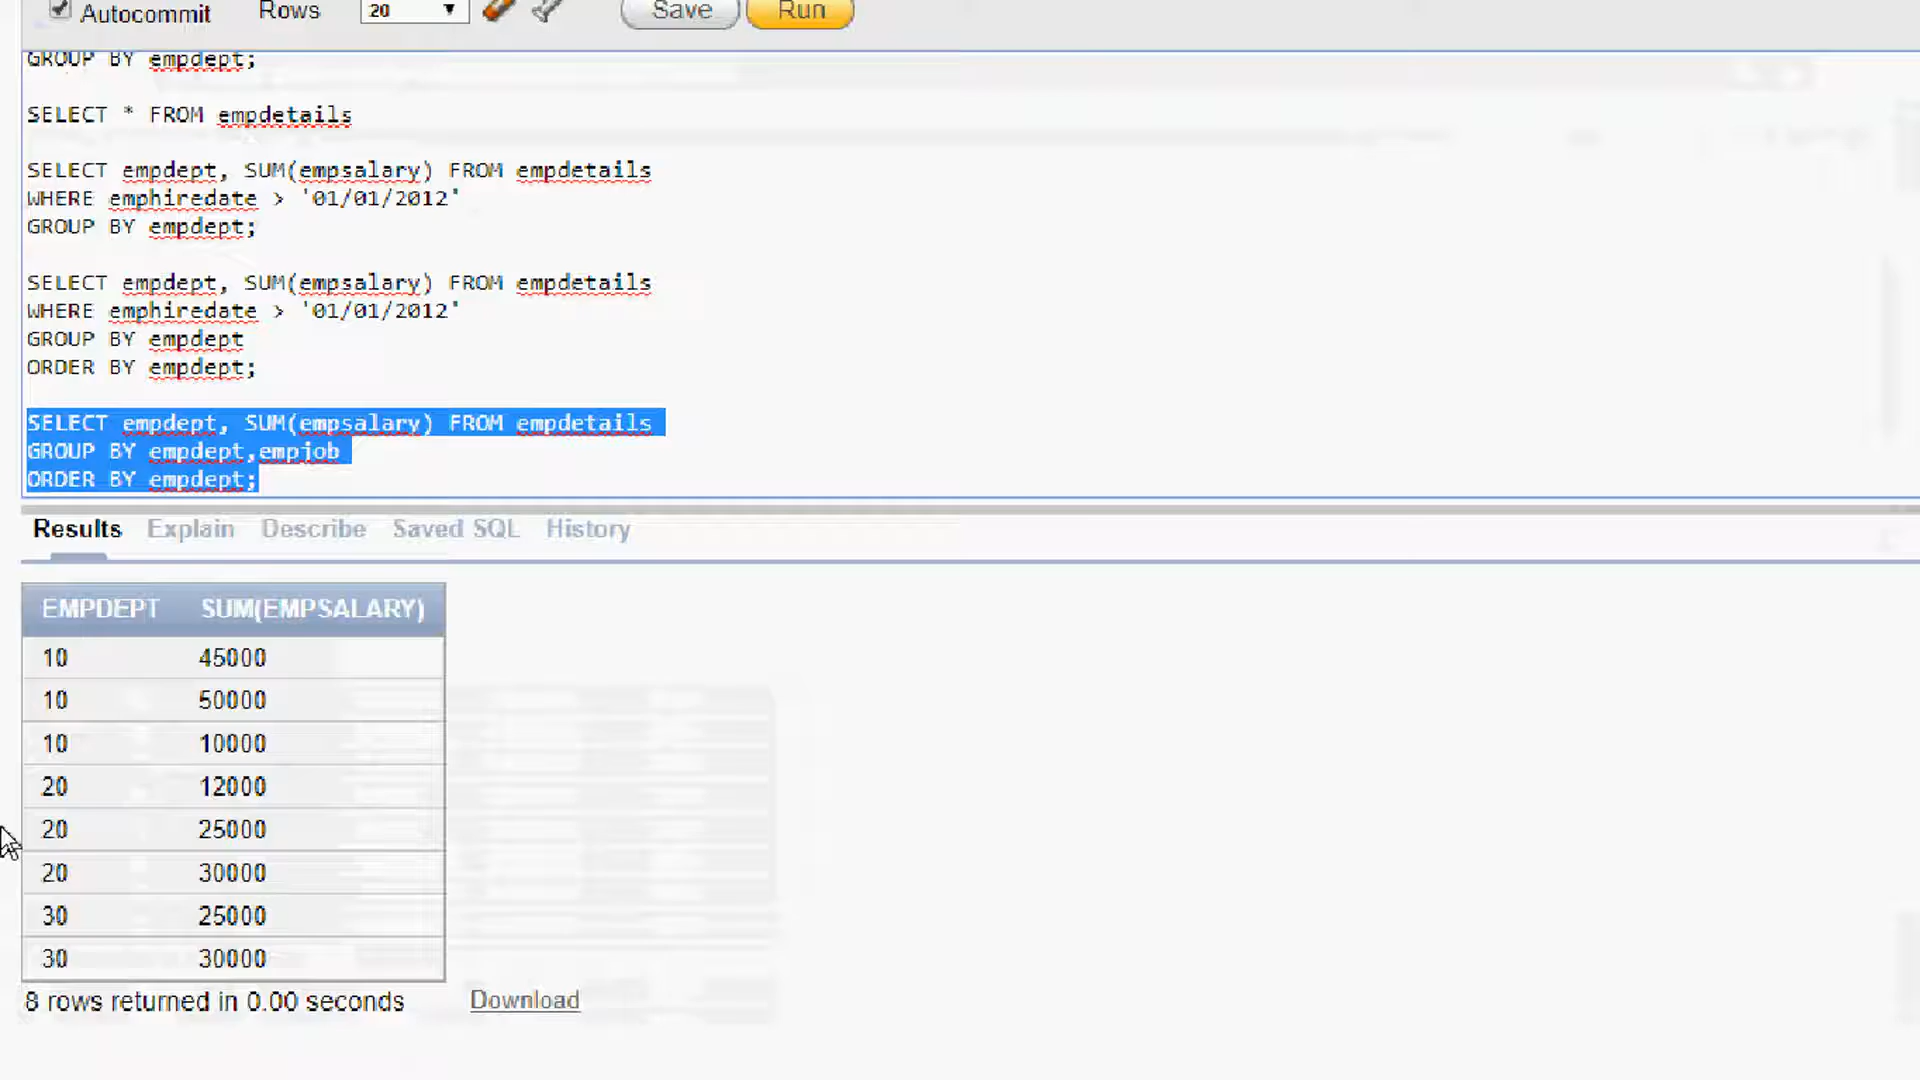 Autocommit Rows 20 Save Run
GROUP BY empdept;
SELECT * FROM empdetails
SELECT empdept, SUM(empsalary) FROM empdetails
WHERE emphiredate > '01/01/2012'
GROUP BY empdept;
SELECT empdept, SUM(empsalary) FROM empdetails
WHERE emphiredate > '01/01/2012'
GROUP BY empdept
ORDER BY empdept;
SELECT empdept, SUM(empsalary) FROM empdetails
GROUP BY empdept,empjob
ORDER BY empdept;
Results Explain Describe Saved SQL History
EMPDEPT SUM(EMPSALARY)
10 45000
10 50000
10 10000
20 12000
20 25000
20 30000
30 25000
30 30000
8 rows returned in 0.00 seconds Download